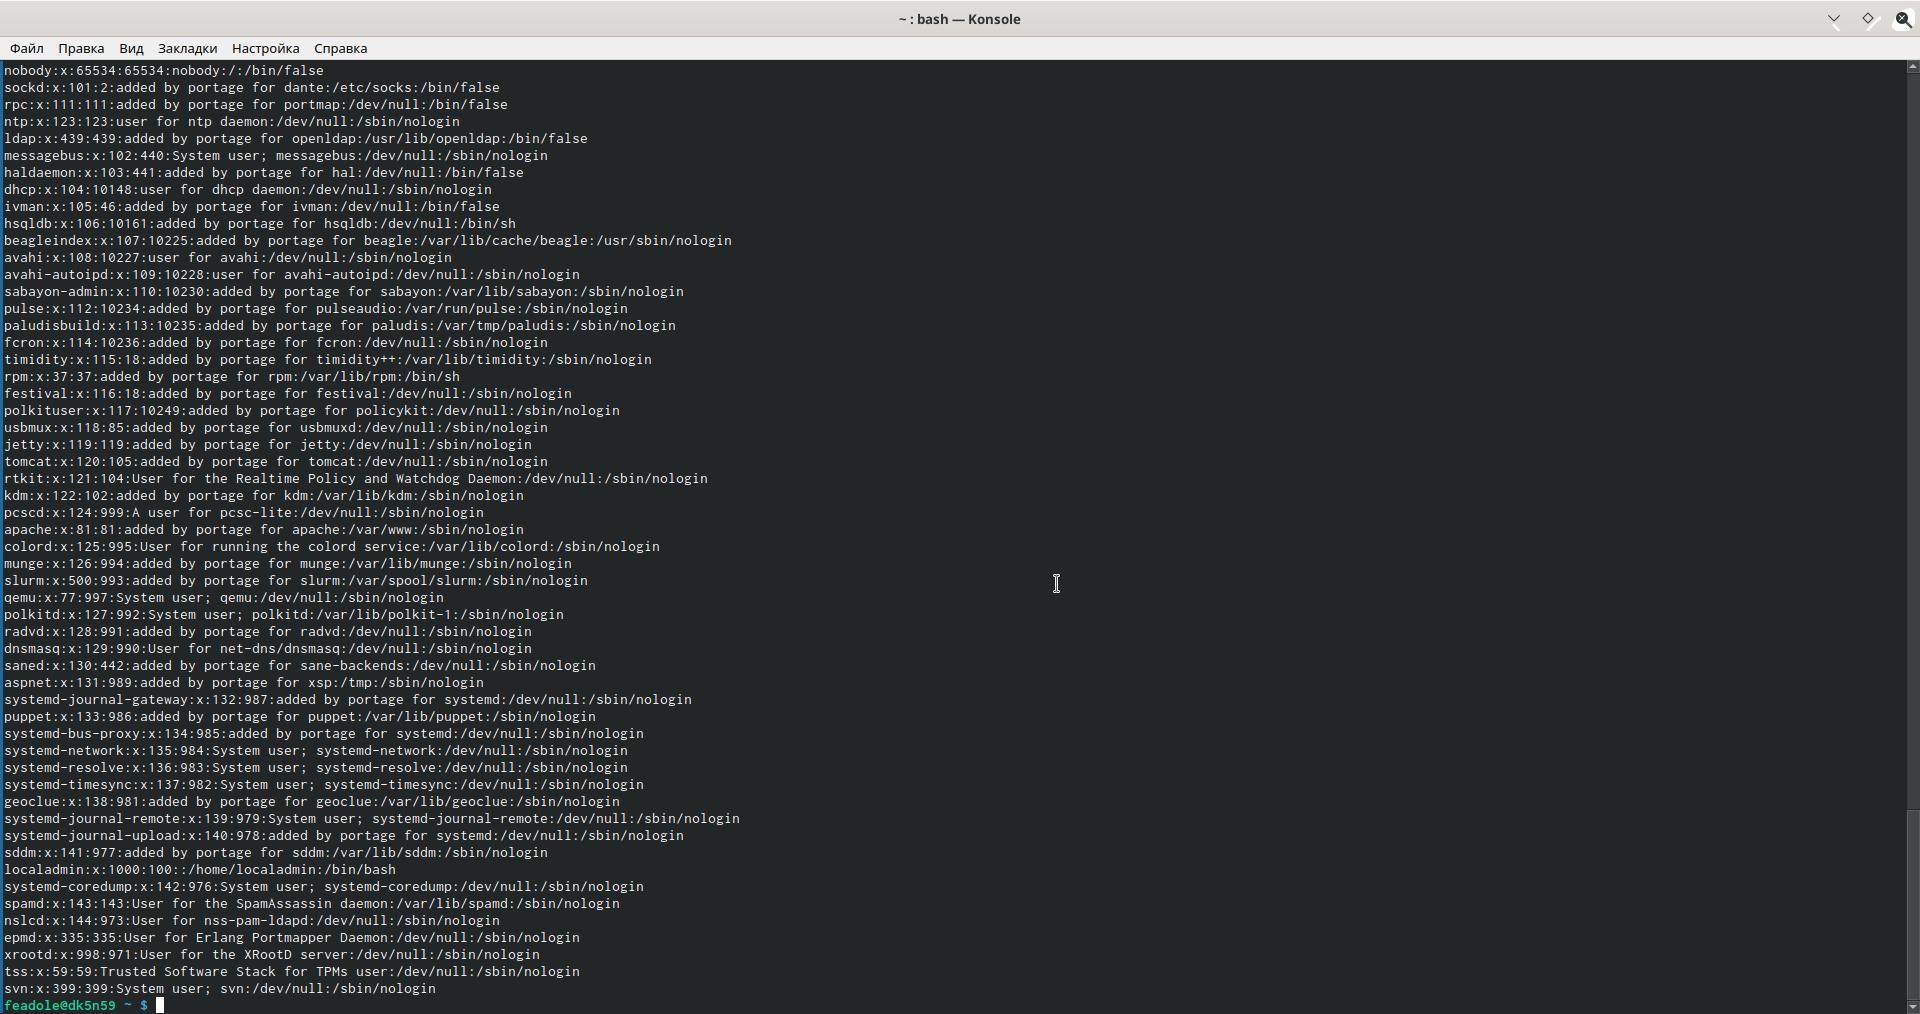 ~ : bash — Konsole
Файл Правка Вид Закладки Настройка Справка
nobody:x:65534:65534:nobody:/:/bin/false
sockd:x:101:2:added by portage for dante:/etc/socks:/bin/false
rpc:x:111:111:added by portage for portmap:/dev/null:/bin/false
ntp:x:123:123:user for ntp daemon:/dev/null:/sbin/nologin
ldap:x:439:439:added by portage for openldap:/usr/lib/openldap:/bin/false
messagebus:x:102:440:System user; messagebus:/dev/null:/sbin/nologin
haldaemon:x:103:441:added by portage for hal:/dev/null:/bin/false
dhcp:x:104:10148:user for dhcp daemon:/dev/null:/sbin/nologin
ivman:x:105:46:added by portage for ivman:/dev/null:/bin/false
hsqldb:x:106:10161:added by portage for hsqldb:/dev/null:/bin/sh
beagleindex:x:107:10225:added by portage for beagle:/var/lib/cache/beagle:/usr/sbin/nologin
avahi:x:108:10227:user for avahi:/dev/null:/sbin/nologin
avahi-autoipd:x:109:10228:user for avahi-autoipd:/dev/null:/sbin/nologin
sabayon-admin:x:110:10230:added by portage for sabayon:/var/lib/sabayon:/sbin/nologin
pulse:x:112:10234:added by portage for pulseaudio:/var/run/pulse:/sbin/nologin
paludisbuild:x:113:10235:added by portage for paludis:/var/tmp/paludis:/sbin/nologin
fcron:x:114:10236:added by portage for fcron:/dev/null:/sbin/nologin
timidity:x:115:18:added by portage for timidity++:/var/lib/timidity:/sbin/nologin
rpm:x:37:37:added by portage for rpm:/var/lib/rpm:/bin/sh
festival:x:116:18:added by portage for festival:/dev/null:/sbin/nologin
polkituser:x:117:10249:added by portage for policykit:/dev/null:/sbin/nologin
usbmux:x:118:85:added by portage for usbmuxd:/dev/null:/sbin/nologin
jetty:x:119:119:added by portage for jetty:/dev/null:/sbin/nologin
tomcat:x:120:105:added by portage for tomcat:/dev/null:/sbin/nologin
rtkit:x:121:104:User for the Realtime Policy and Watchdog Daemon:/dev/null:/sbin/nologin
kdm:x:122:102:added by portage for kdm:/var/lib/kdm:/sbin/nologin
pcscd:x:124:999:A user for pcsc-lite:/dev/null:/sbin/nologin
apache:x:81:81:added by portage for apache:/var/www:/sbin/nologin
colord:x:125:995:User for running the colord service:/var/lib/colord:/sbin/nologin
munge:x:126:994:added by portage for munge:/var/lib/munge:/sbin/nologin
slurm:x:500:993:added by portage for slurm:/var/spool/slurm:/sbin/nologin
qemu:x:77:997:System user; qemu:/dev/null:/sbin/nologin
polkitd:x:127:992:System user; polkitd:/var/lib/polkit-1:/sbin/nologin
radvd:x:128:991:added by portage for radvd:/dev/null:/sbin/nologin
dnsmasq:x:129:990:User for net-dns/dnsmasq:/dev/null:/sbin/nologin
saned:x:130:442:added by portage for sane-backends:/dev/null:/sbin/nologin
aspnet:x:131:989:added by portage for xsp:/tmp:/sbin/nologin
systemd-journal-gateway:x:132:987:added by portage for systemd:/dev/null:/sbin/nologin
puppet:x:133:986:added by portage for puppet:/var/lib/puppet:/sbin/nologin
systemd-bus-proxy:x:134:985:added by portage for systemd:/dev/null:/sbin/nologin
systemd-network:x:135:984:System user; systemd-network:/dev/null:/sbin/nologin
systemd-resolve:x:136:983:System user; systemd-resolve:/dev/null:/sbin/nologin
systemd-timesync:x:137:982:System user; systemd-timesync:/dev/null:/sbin/nologin
geoclue:x:138:981:added by portage for geoclue:/var/lib/geoclue:/sbin/nologin
systemd-journal-remote:x:139:979:System user; systemd-journal-remote:/dev/null:/sbin/nologin
systemd-journal-upload:x:140:978:added by portage for systemd:/dev/null:/sbin/nologin
sddm:x:141:977:added by portage for sddm:/var/lib/sddm:/sbin/nologin
localadmin:x:1000:100::/home/localadmin:/bin/bash
systemd-coredump:x:142:976:System user; systemd-coredump:/dev/null:/sbin/nologin
spamd:x:143:143:User for the SpamAssassin daemon:/var/lib/spamd:/sbin/nologin
nslcd:x:144:973:User for nss-pam-ldapd:/dev/null:/sbin/nologin
epmd:x:335:335:User for Erlang Portmapper Daemon:/dev/null:/sbin/nologin
xrootd:x:998:971:User for the XRootD server:/dev/null:/sbin/nologin
tss:x:59:59:Trusted Software Stack for TPMs user:/dev/null:/sbin/nologin
svn:x:399:399:System user; svn:/dev/null:/sbin/nologin
feadole@dk5n59 ~ $